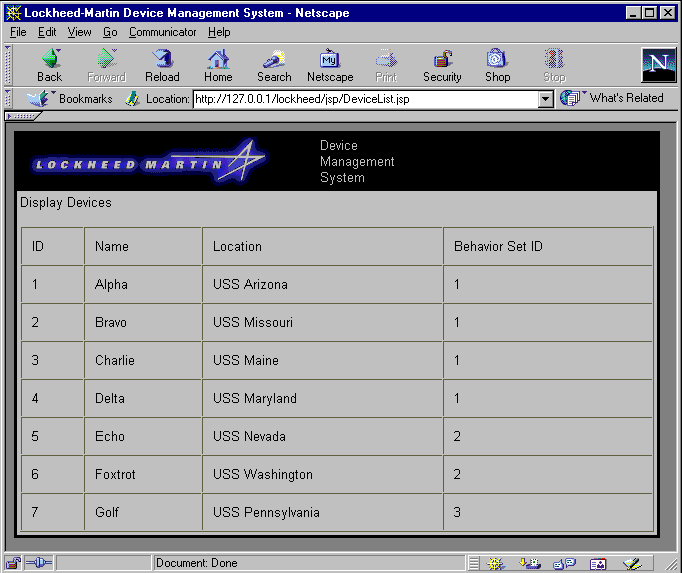 Lockheed-Martin Device Management System - Netscape
File Edit View Go Communicator Help
Back Forward Reload Home Search Netscape Print Security Shop Stop
My
N
Bookmarks Location: http://127.0.0.1/lockheed/jsp/DeviceList.jsp What's Related
LOCKHEED MARTIN
Device
Management
System
Display Devices
ID Name Location Behavior Set ID
1 Alpha USS Arizona 1
2 Bravo USS Missouri 1
3 Charlie USS Maine 1
4 Delta USS Maryland 1
5 Echo USS Nevada 2
6 Foxtrot USS Washington 2
7 Golf USS Pennsylvania 3
Document: Done